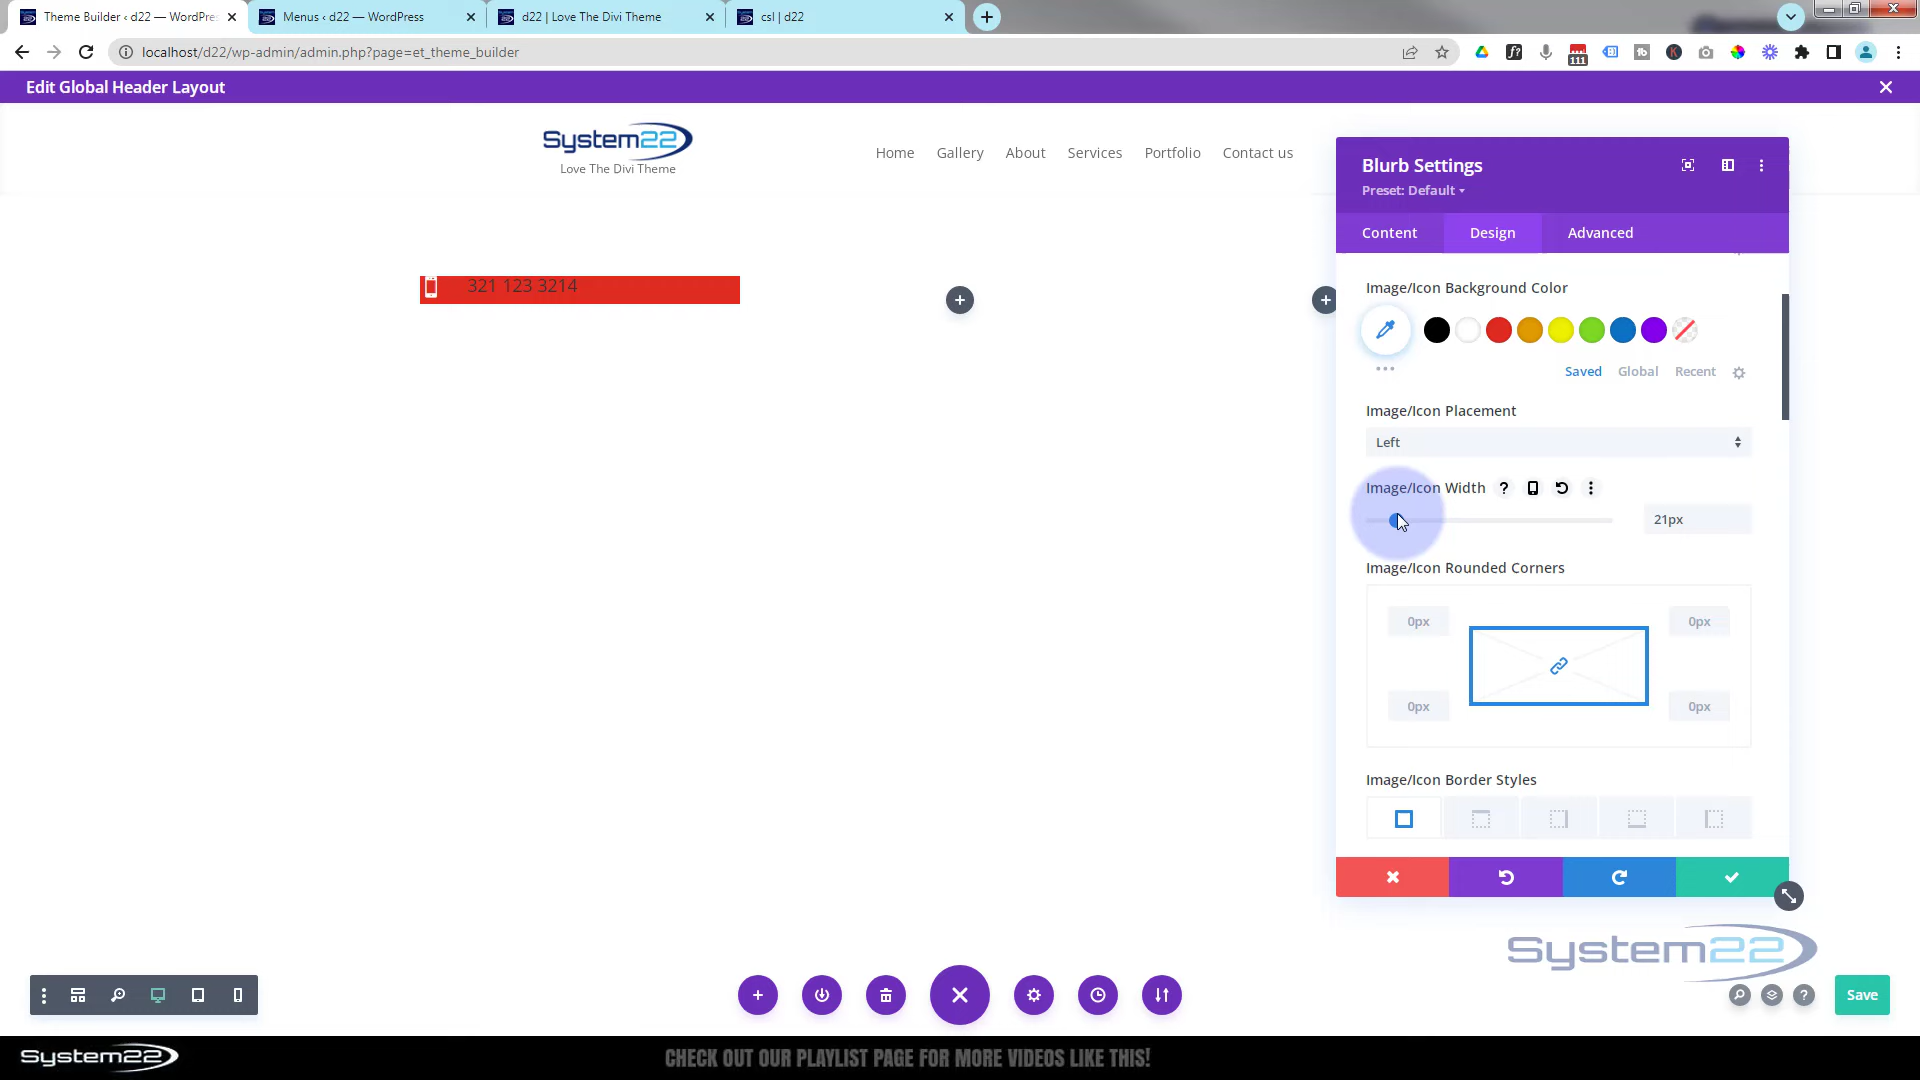 Theme Builder ‹ d22 — WordPre
Menus ‹ d22 — WordPress
d22 | Love The Divi Theme
csl | d22
localhost/d22/wp-admin/admin.php?page=et_theme_builder
111
Edit Global Header Layout
System22
Love The Divi Theme
Home
Gallery
About
Services
Portfolio
Contact us
321 123 3214
Blurb Settings
Preset: Default
Content
Design
Advanced
Image/Icon Background Color
Saved
Global
Recent
Image/Icon Placement
Left
Image/Icon Width
21px
Image/Icon Rounded Corners
0px
0px
0px
0px
Image/Icon Border Styles
System22
Save
System22
CHECK OUT OUR PLAYLIST PAGE FOR MORE VIDEOS LIKE THIS!